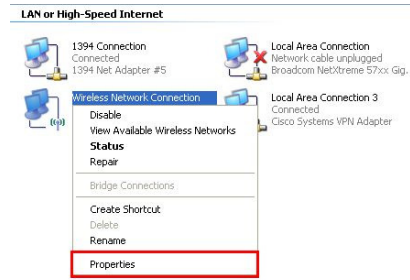 LAN or High-Speed Internet
1394 Connection
Connected
1394 Net Adapter #5
Local Area Connection
Network cable unplugged
Broadcom NetXtreme 57xx Gig.
Wireless Network Connection
Local Area Connection 3
Connected
Cisco Systems VPN Adapter
Disable
View Available Wireless Networks
Status
Repair
Bridge Connections
Create Shortcut
Delete
Rename
Properties